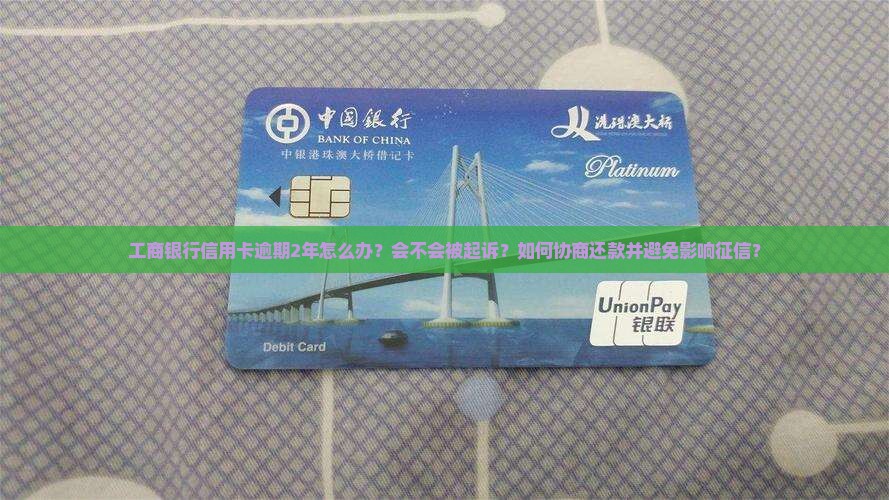 中国銀行
BANK OF CHINA
中银港珠澳大桥借记卡
港珠澳大桥
Platinum
工商银行信用卡逾期2年怎么办？会不会被起诉？如何协商还款并避免影响征信？
UnionPay
银联
Debit Card